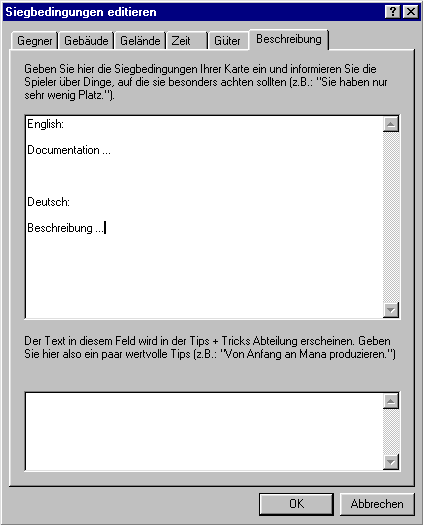 Siegbedingungen editieren
Gegner Gebäude Gelände Zeit Güter Beschreibung
Geben Sie hier die Siegbedingungen Ihrer Karte ein und informieren Sie die
Spieler über Dinge, auf die sie besonders achten sollten (z.B.: "Sie haben nur
sehr wenig Platz.").
English:
Documentation ...
Deutsch:
Beschreibung ...
Der Text in diesem Feld wird in der Tips + Tricks Abteilung erscheinen. Geben
Sie hier also ein paar wertvolle Tips (z.B.: "Von Anfang an Mana produzieren.")
OK Abbrechen